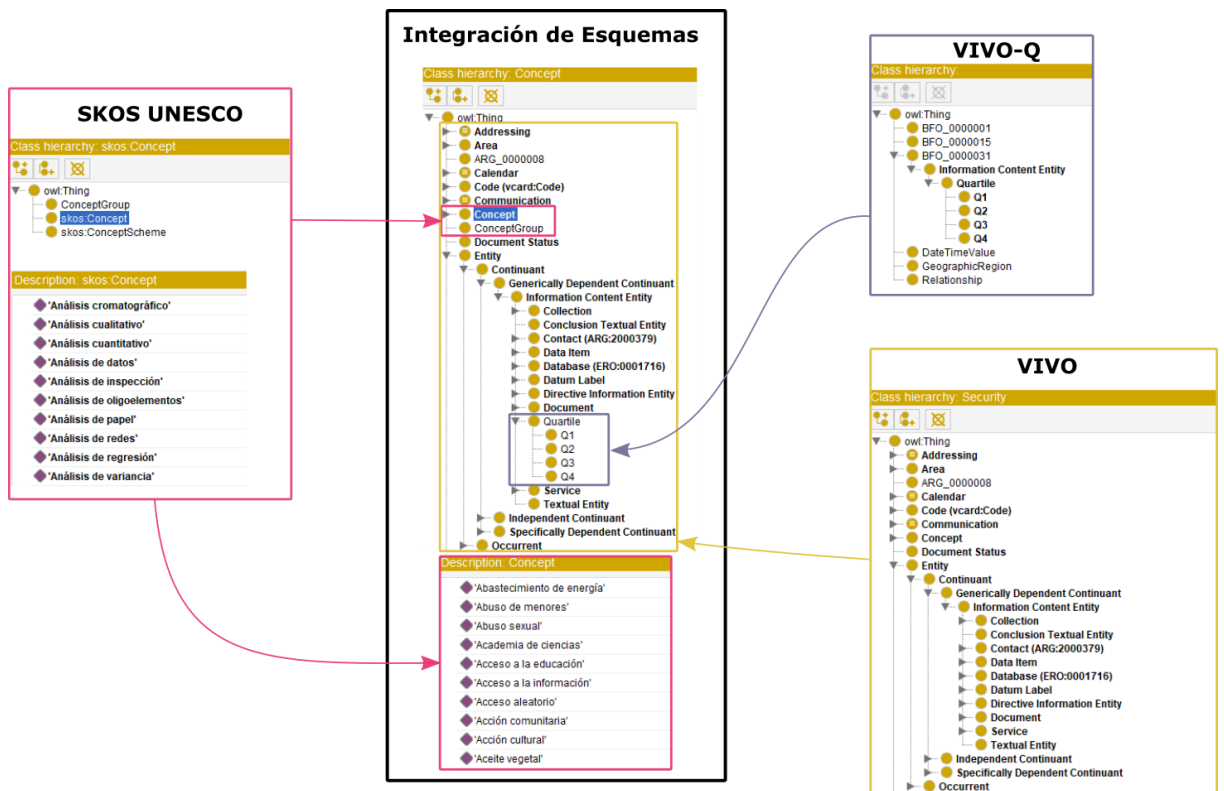 SKOS UNESCO
Class hierarchy: skos:Concept
owl:Thing
ConceptGroup
skos:Concept
skos:ConceptScheme
Description: skos:Concept
'Análisis cromatográfico'
'Análisis cualitativo'
'Análisis cuantitativo'
'Análisis de datos'
'Análisis de inspección'
'Análisis de oligoelementos'
'Análisis de papel'
'Análisis de redes'
'Análisis de regresión'
'Análisis de variancia'
Integración de Esquemas
Class hierarchy: Concept
owl:Thing
Addressing
Area
ARG_0000008
Calendar
Code (vcard:Code)
Communication
Concept
ConceptGroup
Document Status
Entity
Continuant
Generically Dependent Continuant
Information Content Entity
Collection
Conclusion Textual Entity
Contact (ARG:2000379)
Data Item
Database (ERO:0001716)
Datum Label
Directive Information Entity
Document
Quartile
Q1
Q2
Q3
Q4
Service
Textual Entity
Independent Continuant
Specifically Dependent Continuant
Occurrent
Description: Concept
'Abastecimiento de energía'
'Abuso de menores'
'Abuso sexual'
'Academia de ciencias'
'Acceso a la educación'
'Acceso a la información'
'Acceso aleatorio'
'Acción comunitaria'
'Acción cultural'
'Aceite vegetal'
VIVO-Q
Class hierarchy:
owl:Thing
BFO_0000001
BFO_0000015
BFO_0000031
Information Content Entity
Quartile
Q1
Q2
Q3
Q4
DateTimeValue
GeographicRegion
Relationship
VIVO
Class hierarchy: Security
owl:Thing
Addressing
Area
ARG_0000008
Calendar
Code (vcard:Code)
Communication
Concept
Document Status
Entity
Continuant
Generically Dependent Continuant
Information Content Entity
Collection
Conclusion Textual Entity
Contact (ARG:2000379)
Data Item
Database (ERO:0001716)
Datum Label
Directive Information Entity
Document
Service
Textual Entity
Independent Continuant
Specifically Dependent Continuant
Occurrent